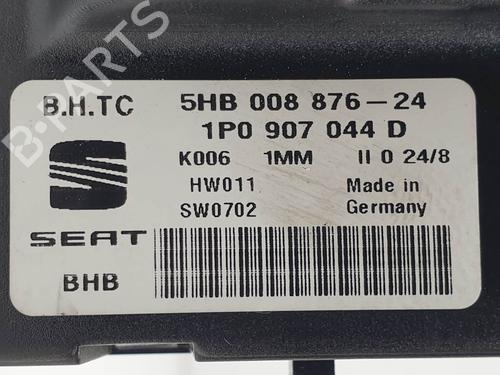 B.H.TC 5HB 008 876-24
1P0 907 044 D
K006 1MM II 0 24/8
HW011 Made in
SW0702 Germany
SEAT
BHB
B-PARTS